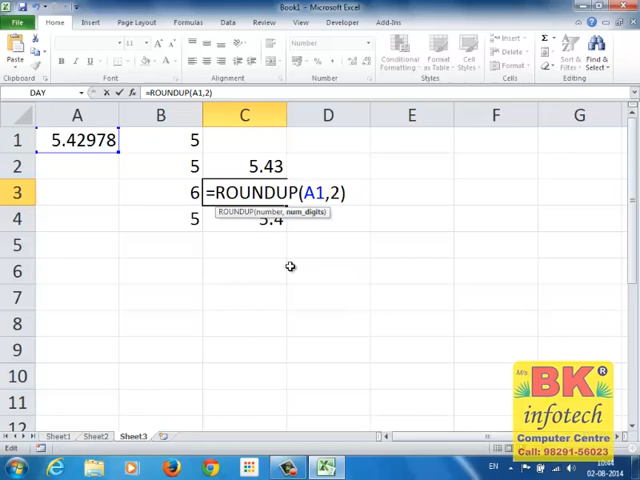 Book1 - Microsoft Excel
File Home Insert Page Layout Formulas Data Review View Developer Add-Ins
Paste
Number
Conditional Formatting
Format as Table
Cell Styles
Insert
Delete
Format
Sort & Filter
Find & Select
Clipboard Font Alignment Number Styles Cells Editing
DAY =ROUNDUP(A1,2)
A B C D E F G
1 5.42978 5
2 5 5.43
3 6 =ROUNDUP(A1,2)
ROUNDUP(number, num_digits)
4 5 5.4
5
6
7
8
9
10
11
12
M/s BK R
infotech
Computer Centre
Call: 98291-56023
Sheet1 Sheet2 Sheet3
Edit
EN
10:44
02-08-2014